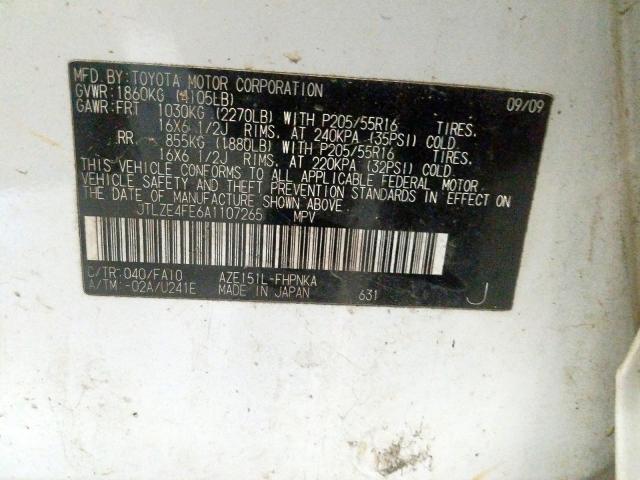 MFD.BY:TOYOTA MOTOR CORPORATION 09/09
GVWR:1860KG (4105LB)
GAWR:FRT 1030KG (2270LB) WITH P205/55R16 TIRES.
16X6 1/2J RIMS. AT 240KPA (35PSI) COLD.
RR 855KG (1880LB) WITH P205/55R16 TIRES.
16X6 1/2J RIMS. AT 220KPA (32PSI) COLD.
THIS VEHICLE CONFORMS TO ALL APPLICABLE FEDERAL MOTOR
VEHICLE SAFETY AND THEFT PREVENTION STANDARDS IN EFFECT ON
THE DATE OF MANUFACTURE SHOWN ABOVE.
JTLZE4FE6A1107265 MPV
C/TR:040/FA10 AZE151L-FHPNKA
A/TM:-02A/U241E MADE IN JAPAN 631 J